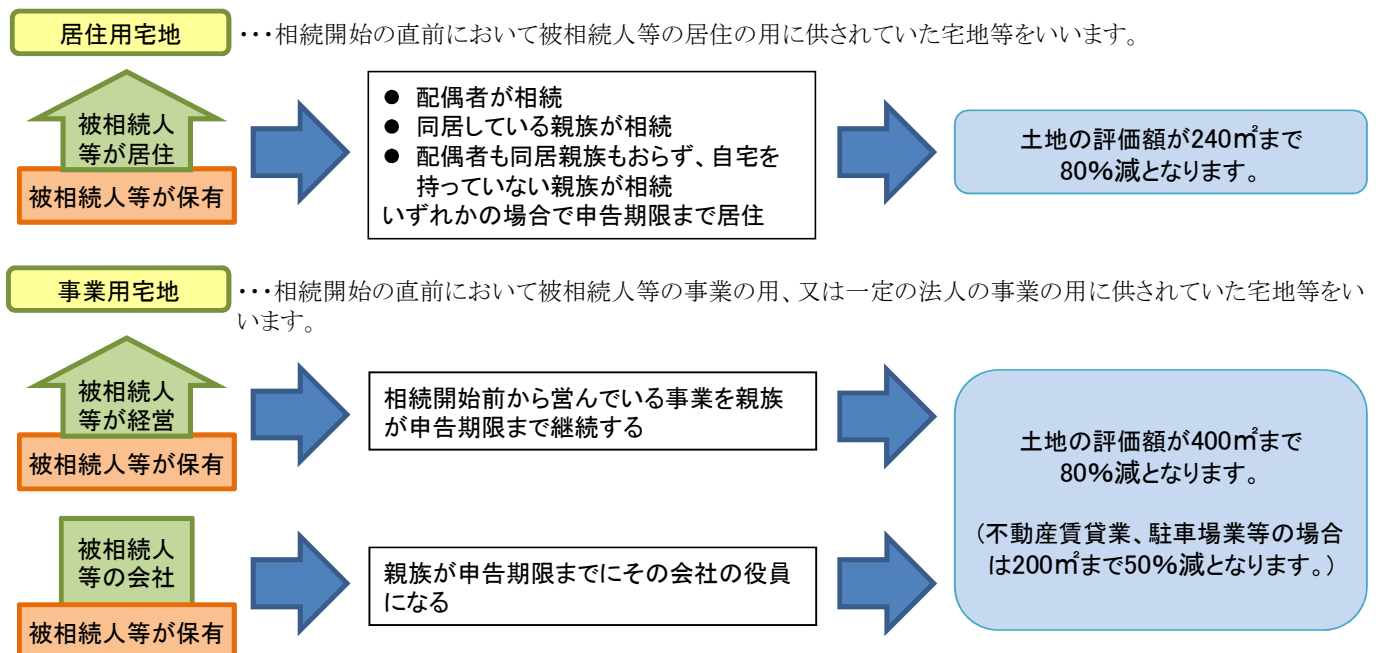 居住用宅地
・・・相続開始の直前において被相続人等の居住の用に供されていた宅地等をいいます。
被相続人
等が居住
被相続人等が保有
● 配偶者が相続
● 同居している親族が相続
● 配偶者も同居親族もおらず、自宅を
持っていない親族が相続
いずれかの場合で申告期限まで居住
土地の評価額が240㎡まで
80%減となります。
事業用宅地
・・・相続開始の直前において被相続人等の事業の用、又は一定の法人の事業の用に供されていた宅地等をい
います。
被相続人
等が経営
被相続人等が保有
相続開始前から営んでいる事業を親族
が申告期限まで継続する
土地の評価額が400㎡まで
80%減となります。
(不動産賃貸業、駐車場業等の場合
は200㎡まで50%減となります。)
被相続人
等の会社
被相続人等が保有
親族が申告期限までにその会社の役員
になる